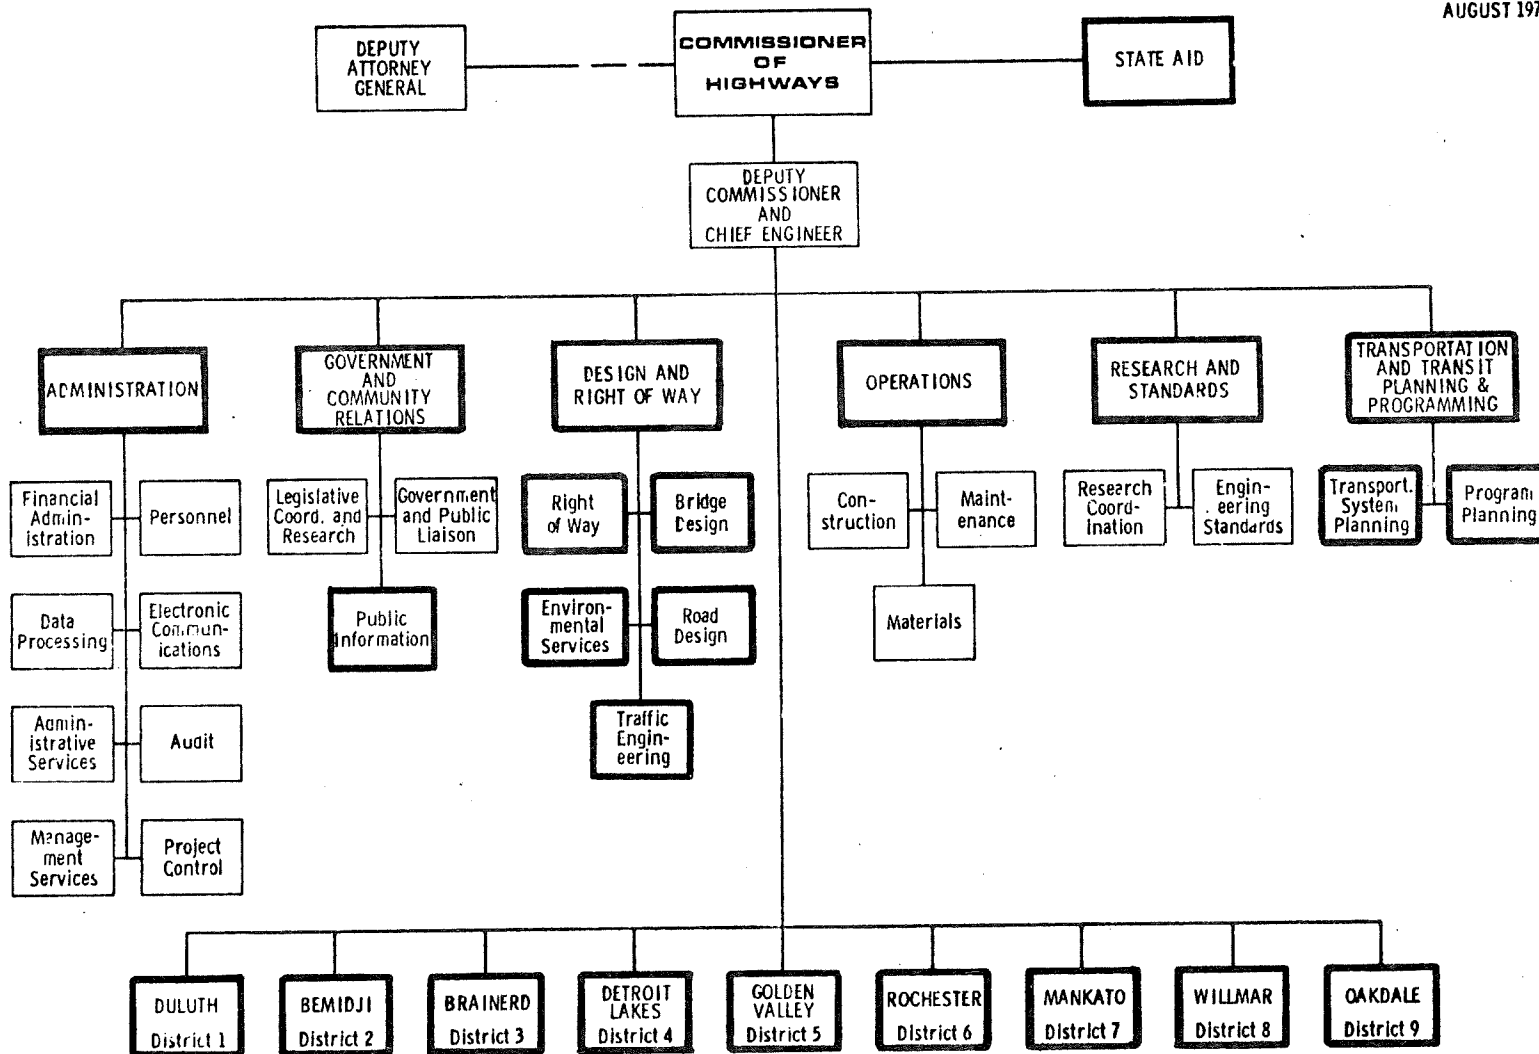 AUGUST 197
DEPUTY
ATTORNEY
GENERAL
COMMISSIONER
OF
HIGHWAYS
STATE AID
DEPUTY
COMMISSIONER
AND
CHIEF ENGINEER
ADMINISTRATION
GOVERNMENT
AND
COMMUNITY
RELATIONS
DESIGN AND
RIGHT OF WAY
OPERATIONS
RESEARCH AND
STANDARDS
TRANSPORTATION
AND TRANSIT
PLANNING &
PROGRAMMING
Financial
Admin-
istration
Personnel
Legislative
Coord. and
Research
Government
and Public
Liaison
Right
of Way
Bridge
Design
Con-
struction
Maint-
enance
Research
Coord-
ination
Engin-
eering
Standards
Transport.
System
Planning
Program
Planning
Data
Processing
Electronic
Commun-
ications
Public
Information
Environ-
mental
Services
Road
Design
Materials
Admin-
istrative
Services
Audit
Traffic
Engin-
eering
Manage-
ment
Services
Project
Control
DULUTH
District 1
BEMIDJI
District 2
BRAINERD
District 3
DETROIT
LAKES
District 4
GOLDEN
VALLEY
District 5
ROCHESTER
District 6
MANKATO
District 7
WILLMAR
District 8
OAKDALE
District 9